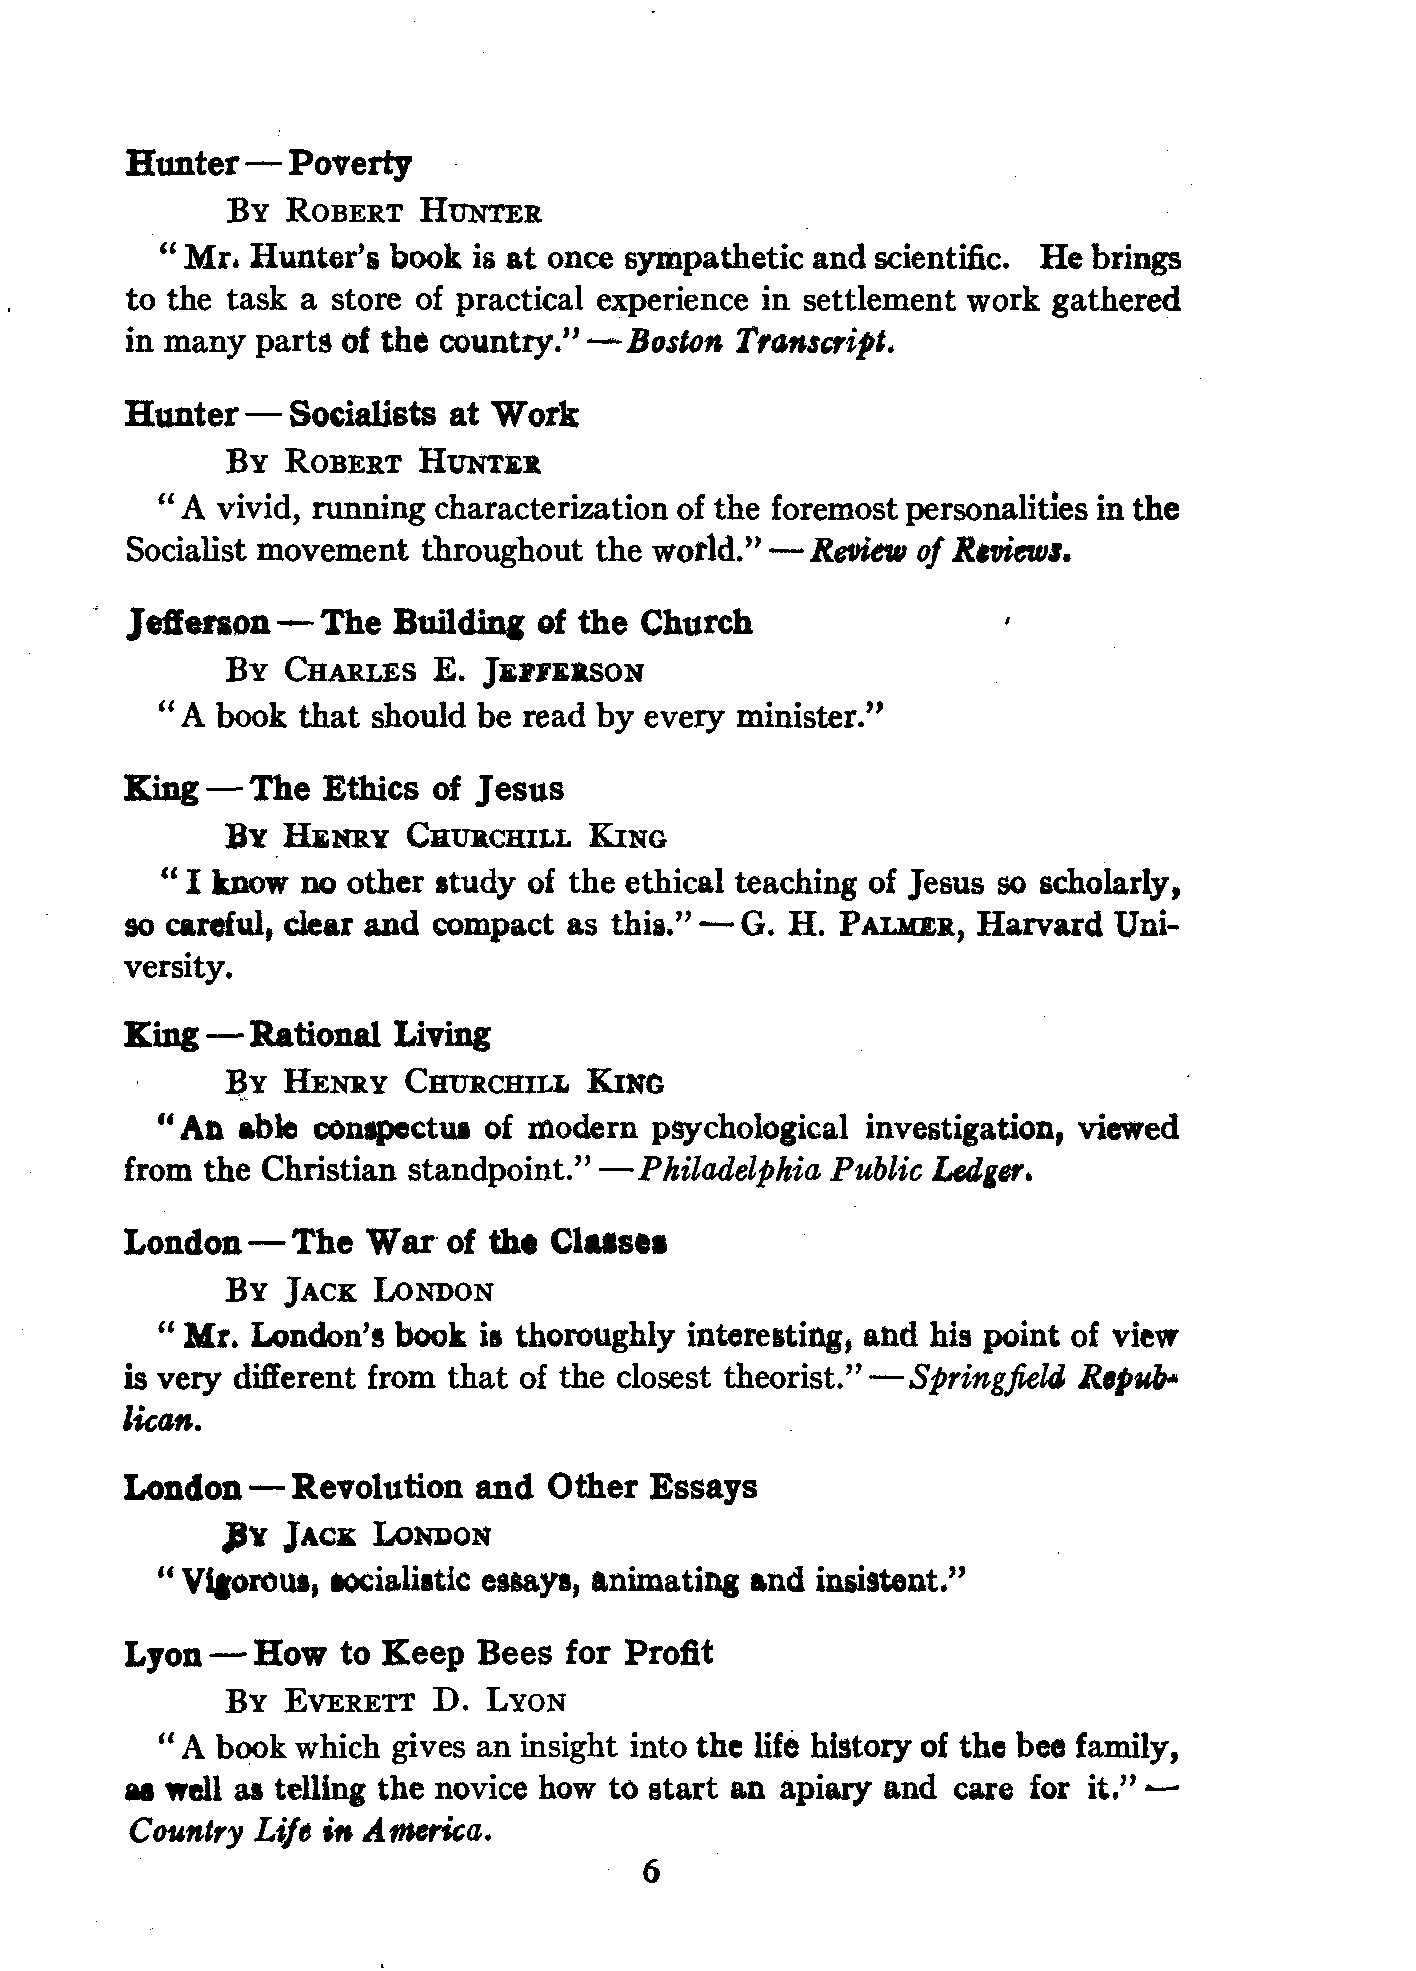 Hunter — Poverty
By Robert Hunter
"Mr. Hunter's book is at once sympathetic and scientific. He brings
to the task a store of practical experience in settlement work gathered
in many parts of the country." — Boston Transcript.
Hunter — Socialists at Work
By Robert Hunter
"A vivid, running characterization of the foremost personalities in the
Socialist movement throughout the world." — Review of Reviews.
Jefferson — The Building of the Church
By Charles E. Jefferson
"A book that should be read by every minister."
King — The Ethics of Jesus
By Henry Churchill King
"I know no other study of the ethical teaching of Jesus so scholarly,
so careful, clear and compact as this." — G. H. Palmer, Harvard Uni-
versity.
King — Rational Living
By Henry Churchill King
"An able conspectus of modern psychological investigation, viewed
from the Christian standpoint." — Philadelphia Public Ledger.
London — The War of the Classes
By Jack London
"Mr. London's book is thoroughly interesting, and his point of view
is very different from that of the closest theorist." — Springfield Repub-
lican.
London — Revolution and Other Essays
By Jack London
"Vigorous, socialistic essays, animating and insistent."
Lyon — How to Keep Bees for Profit
By Everett D. Lyon
"A book which gives an insight into the life history of the bee family,
as well as telling the novice how to start an apiary and care for it." —
Country Life in America.
6